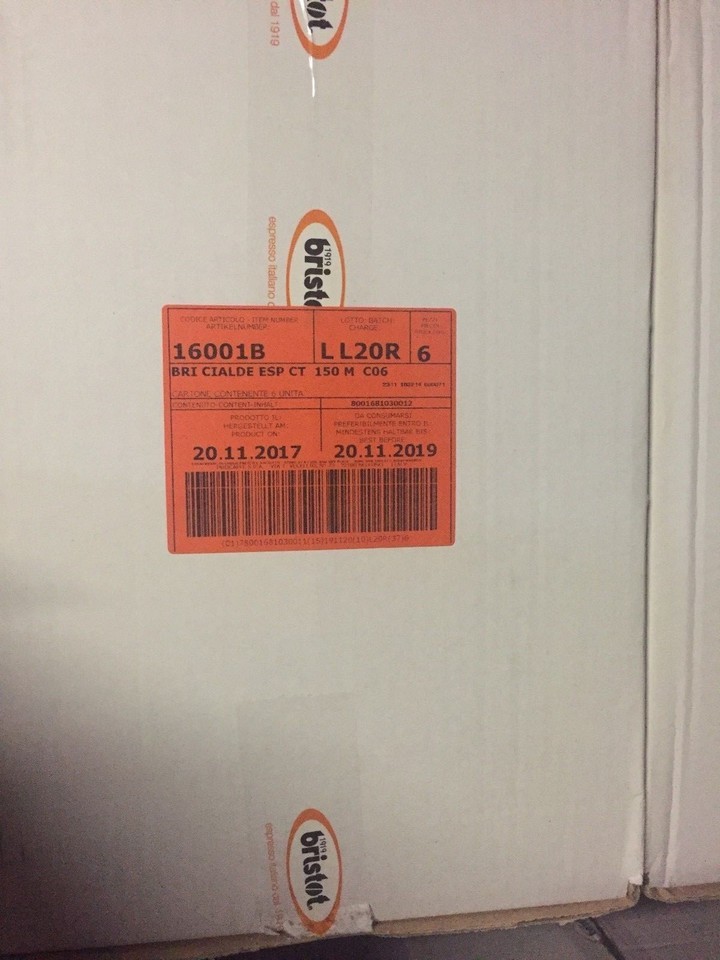 bristot
dal 1919
1919
bristot
espresso italiano
CODICE ARTICOLO - ITEM NUMBER
ARTIKELNUMBER
LOTTO-BATCH
CHARGE
16001B
L L20R
6
BRI CIALDE ESP CT 150 M C06
CARTONE CONTENENTE 6 UNITA
CONTENUTO-CONTENT-INHALT
8001681030012
PRODOTTO IL:
HERGESTELLT AM:
PRODUCT ON:
DA CONSUMARSI
PREFERIBILMENTE ENTRO IL:
MINDESTENS HALTBAR BIS:
BEST BEFORE
20.11.2017
20.11.2019
1919
bristot
espresso italiano dal 1919